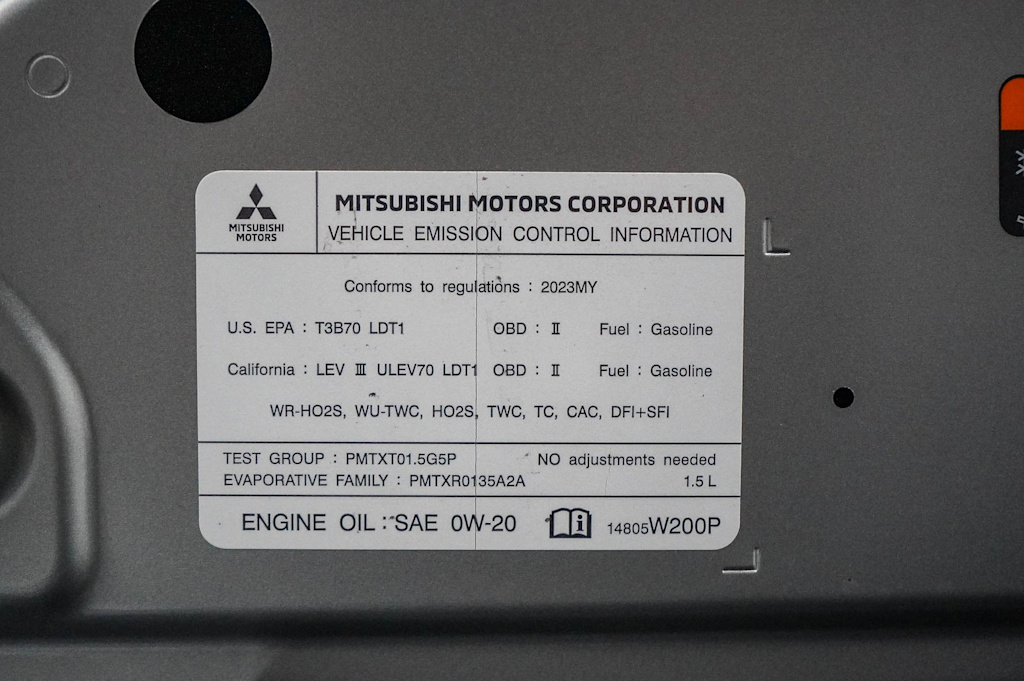 MITSUBISHI
MOTORS
MITSUBISHI MOTORS CORPORATION
VEHICLE EMISSION CONTROL INFORMATION
Conforms to regulations : 2023MY
U.S. EPA : T3B70 LDT1 OBD : Ⅱ Fuel : Gasoline
California : LEV Ⅲ ULEV70 LDT1 OBD : Ⅱ Fuel : Gasoline
WR-HO2S, WU-TWC, HO2S, TWC, TC, CAC, DFI+SFI
TEST GROUP : PMTXT01.5G5P NO adjustments needed
EVAPORATIVE FAMILY : PMTXR0135A2A 1.5 L
ENGINE OIL : SAE 0W-20 14805W200P